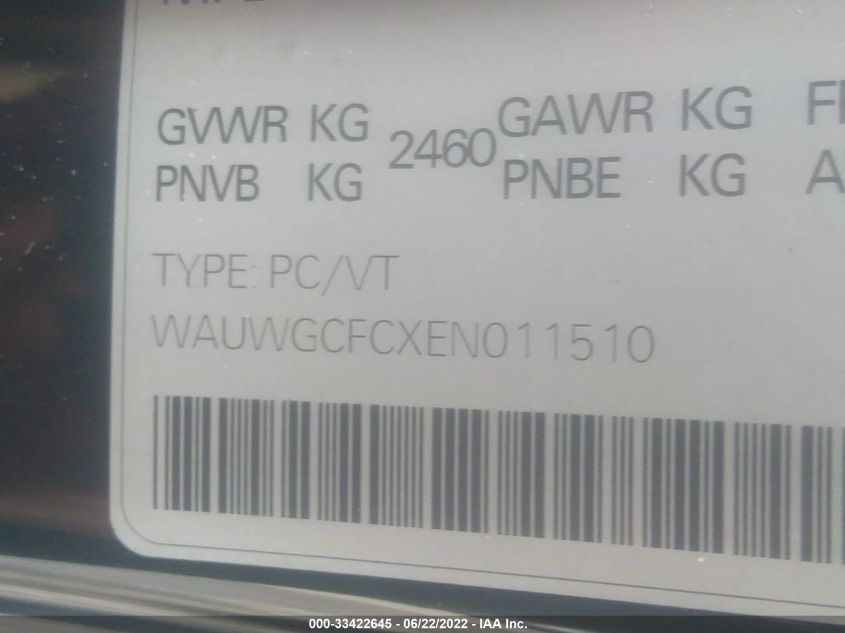 GVWR KG 2460 GAWR KG
PNVB KG PNBE KG A
TYPE: PC/VT
WAUWGCFCXEN011510
000-33422645 - 06/22/2022 - IAA Inc.